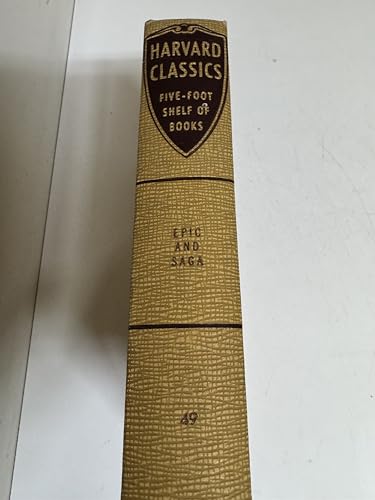 HARVARD
CLASSICS
FIVE-FOOT
SHELF OF
BOOKS
EPIC
AND
SAGA
49